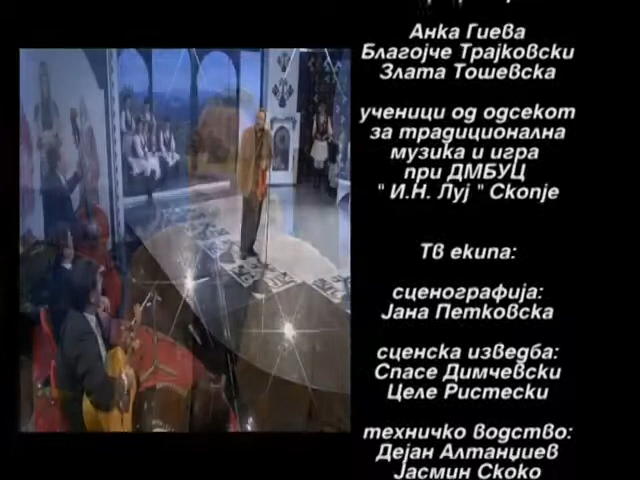 Анка Гиева
Благојче Трајковски
Злата Тошевска
ученици од одсекот
за традиционална
музика и игра
при ДМБУЦ
" И.Н. Луј " Скопје
Тв екипа:
сценографија:
Јана Петковска
сценска изведба:
Спасе Димчевски
Целе Ристески
техничко водство:
Дејан Алтанџиев
Јасмин Скоко